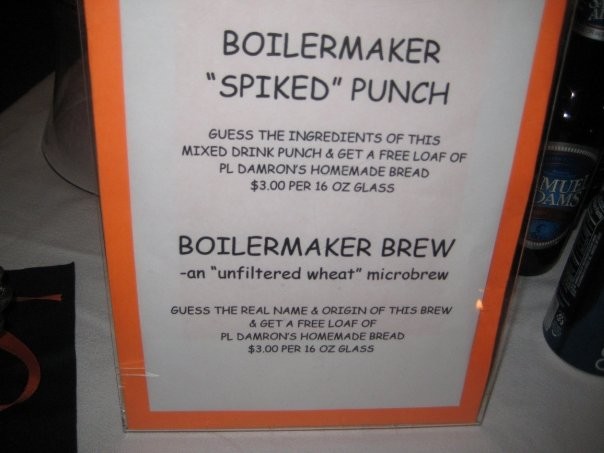 BOILERMAKER
"SPIKED" PUNCH
GUESS THE INGREDIENTS OF THIS
MIXED DRINK PUNCH & GET A FREE LOAF OF
PL DAMRON'S HOMEMADE BREAD
$3.00 PER 16 OZ GLASS
BOILERMAKER BREW
-an "unfiltered wheat" microbrew
GUESS THE REAL NAME & ORIGIN OF THIS BREW
& GET A FREE LOAF OF
PL DAMRON'S HOMEMADE BREAD
$3.00 PER 16 OZ GLASS
MUE
DAMS